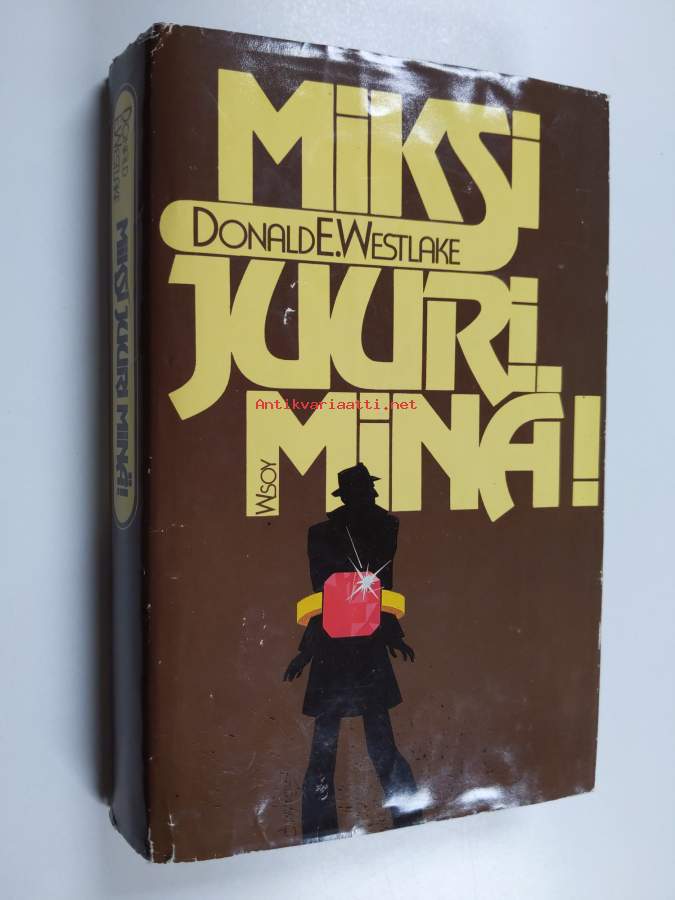 MIKSI
DONALD E. WESTLAKE
JUURI
MINÄ!
WSOY
DONALD E. WESTLAKE
MIKSI JUURI MINÄ!
Antikvariaatti.net